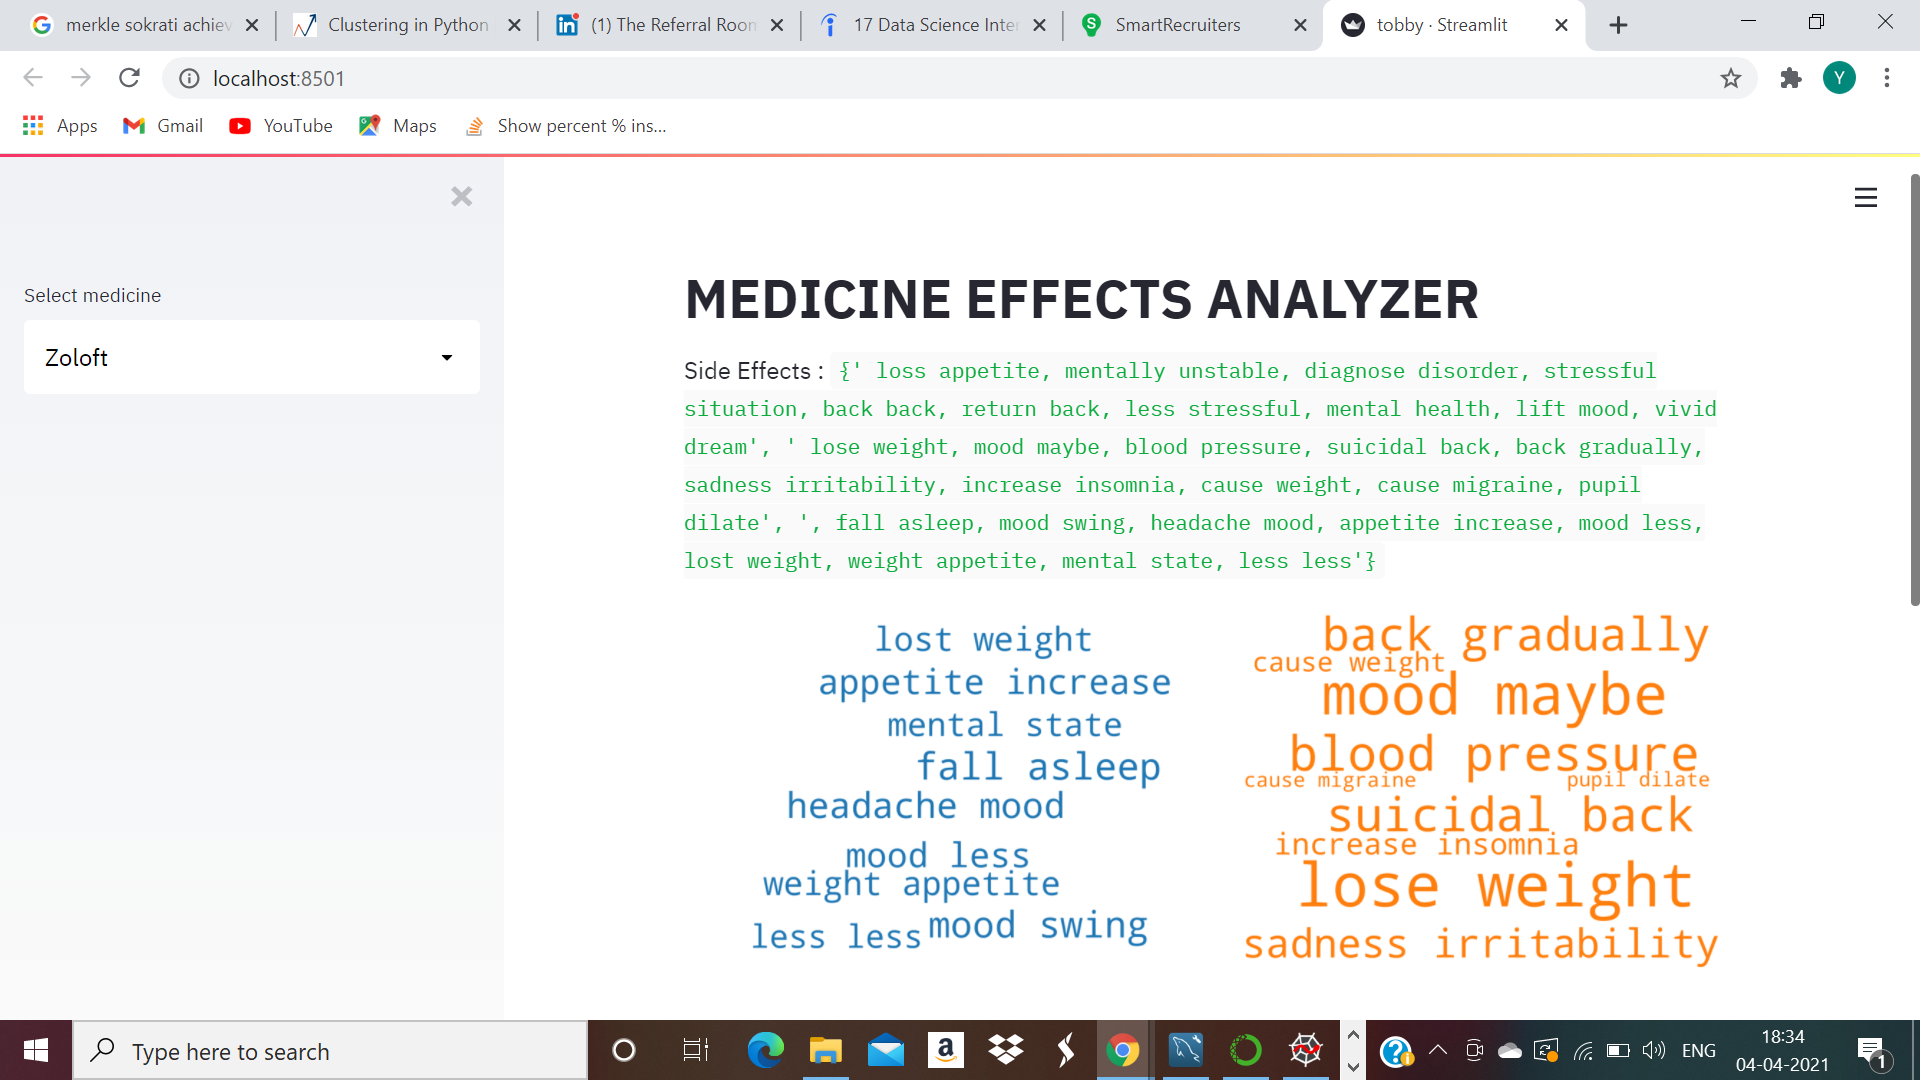 merkle sokrati achiev
Clustering in Python
(1) The Referral Room
17 Data Science Inter
SmartRecruiters
tobby · Streamlit
localhost:8501
Y
Apps
Gmail
YouTube
Maps
Show percent % ins...
Select medicine
Zoloft
MEDICINE EFFECTS ANALYZER
Side Effects : {' loss appetite, mentally unstable, diagnose disorder, stressful
situation, back back, return back, less stressful, mental health, lift mood, vivid
dream', ' lose weight, mood maybe, blood pressure, suicidal back, back gradually,
sadness irritability, increase insomnia, cause weight, cause migraine, pupil
dilate', ', fall asleep, mood swing, headache mood, appetite increase, mood less,
lost weight, weight appetite, mental state, less less'}
lost weight
appetite increase
mental state
fall asleep
headache mood
mood less
weight appetite
less less
mood swing
back gradually
cause weight
mood maybe
blood pressure
cause migraine
pupil dilate
suicidal back
increase insomnia
lose weight
sadness irritability
Type here to search
ENG
18:34
04-04-2021
1